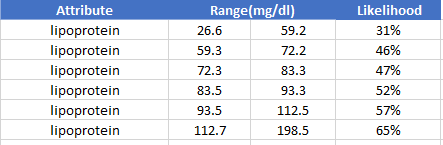 Attribute Range(mg/dl) Likelihood
lipoprotein 26.6 59.2 31%
lipoprotein 59.3 72.2 46%
lipoprotein 72.3 83.3 47%
lipoprotein 83.5 93.3 52%
lipoprotein 93.5 112.5 57%
lipoprotein 112.7 198.5 65%